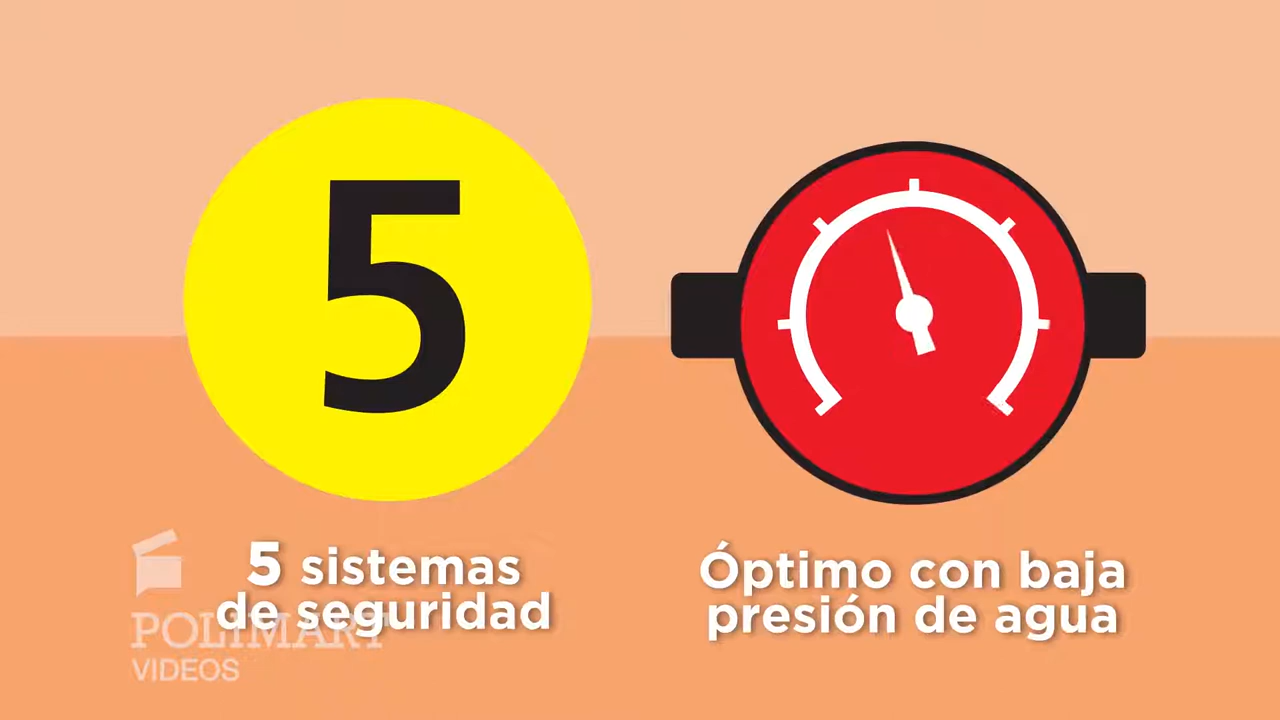 5
5 sistemas
de seguridad
Óptimo con baja
presión de agua
POLIMART
VIDEOS